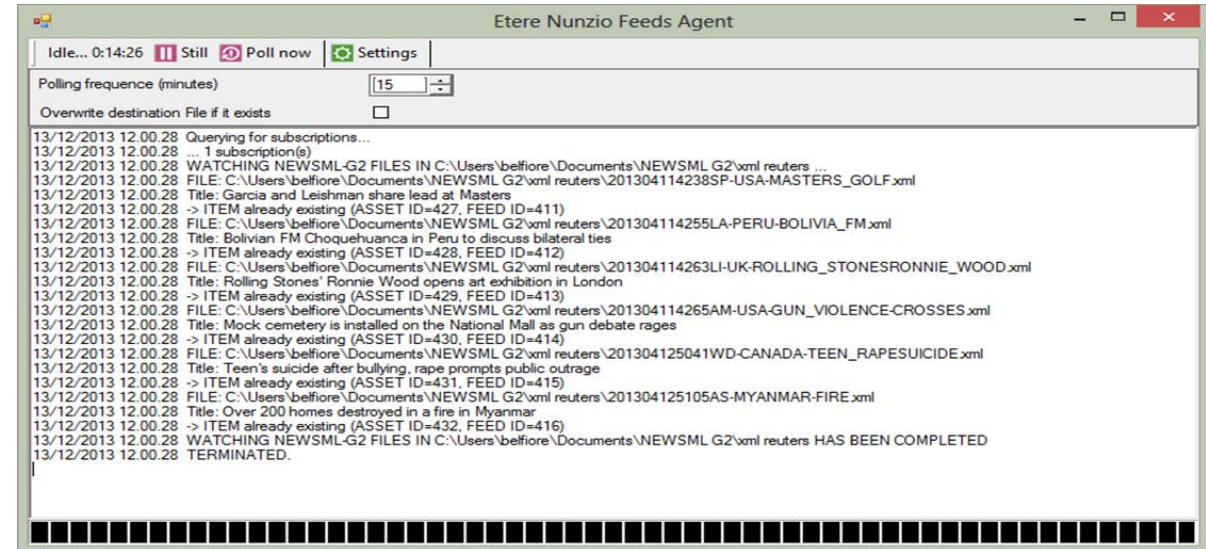 Etere Nunzio Feeds Agent
Idle... 0:14:26 Still Poll now Settings
Polling frequence (minutes) 15
Overwrite destination File if it exists
13/12/2013 12.00.28 Querying for subscriptions...
13/12/2013 12.00.28 ... 1 subscription(s)
13/12/2013 12.00.28 WATCHING NEWSML-G2 FILES IN C:\Users\belfiore\Documents\NEWSML G2\xml reuters ...
13/12/2013 12.00.28 FILE: C:\Users\belfiore\Documents\NEWSML G2\xml reuters\201304114238SP-USA-MASTERS_GOLF.xml
13/12/2013 12.00.28 Title: Garcia and Leishman share lead at Masters
13/12/2013 12.00.28 -> ITEM already existing (ASSET ID=427, FEED ID=411)
13/12/2013 12.00.28 FILE: C:\Users\belfiore\Documents\NEWSML G2\xml reuters\201304114255LA-PERU-BOLIVIA_FM.xml
13/12/2013 12.00.28 Title: Bolivian FM Choquehuanca in Peru to discuss bilateral ties
13/12/2013 12.00.28 -> ITEM already existing (ASSET ID=428, FEED ID=412)
13/12/2013 12.00.28 FILE: C:\Users\belfiore\Documents\NEWSML G2\xml reuters\201304114263LI-UK-ROLLING_STONESRONNIE_WOOD.xml
13/12/2013 12.00.28 Title: Rolling Stones' Ronnie Wood opens art exhibition in London
13/12/2013 12.00.28 -> ITEM already existing (ASSET ID=429, FEED ID=413)
13/12/2013 12.00.28 FILE: C:\Users\belfiore\Documents\NEWSML G2\xml reuters\201304114265AM-USA-GUN_VIOLENCE-CROSSES.xml
13/12/2013 12.00.28 Title: Mock cemetery is installed on the National Mall as gun debate rages
13/12/2013 12.00.28 -> ITEM already existing (ASSET ID=430, FEED ID=414)
13/12/2013 12.00.28 FILE: C:\Users\belfiore\Documents\NEWSML G2\xml reuters\201304125041WD-CANADA-TEEN_RAPESUICIDE.xml
13/12/2013 12.00.28 Title: Teen's suicide after bullying, rape prompts public outrage
13/12/2013 12.00.28 -> ITEM already existing (ASSET ID=431, FEED ID=415)
13/12/2013 12.00.28 FILE: C:\Users\belfiore\Documents\NEWSML G2\xml reuters\201304125105AS-MYANMAR-FIRE.xml
13/12/2013 12.00.28 Title: Over 200 homes destroyed in a fire in Myanmar
13/12/2013 12.00.28 -> ITEM already existing (ASSET ID=432, FEED ID=416)
13/12/2013 12.00.28 WATCHING NEWSML-G2 FILES IN C:\Users\belfiore\Documents\NEWSML G2\xml reuters HAS BEEN COMPLETED
13/12/2013 12.00.28 TERMINATED.